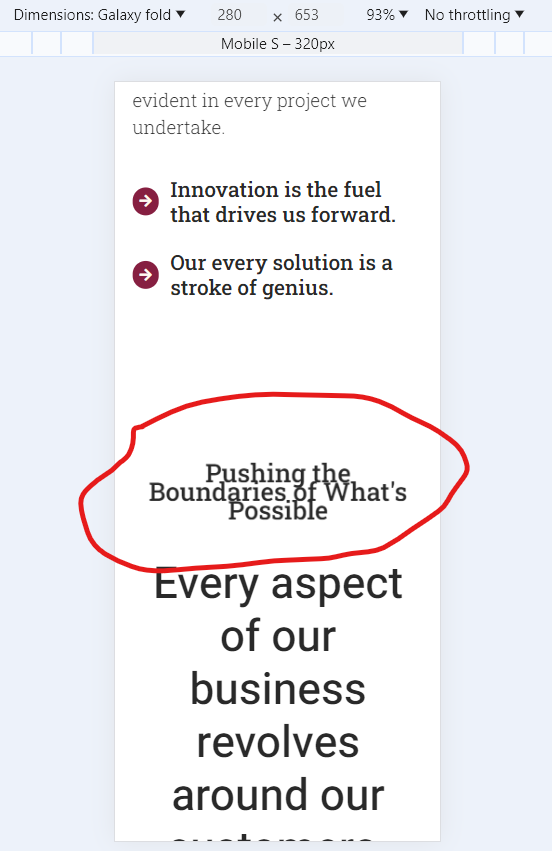 Dimensions: Galaxy fold ▼ 280 × 653 93% ▼ No throttling ▼
Mobile S – 320px
evident in every project we
undertake.
Innovation is the fuel
that drives us forward.
Our every solution is a
stroke of genius.
Pushing the
Boundaries of What's
Possible
Every aspect
of our
business
revolves
around our